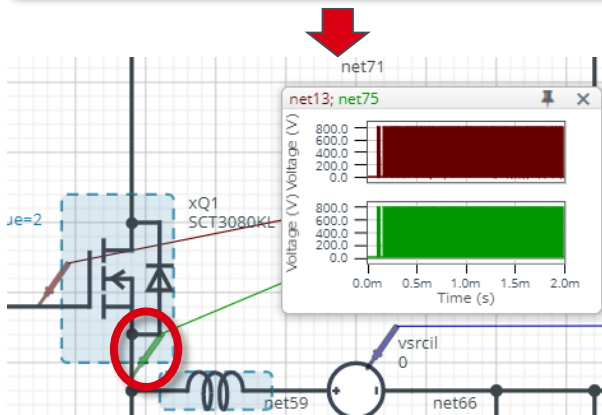 net71
net13; net75
Voltage (V)
800.0
600.0
400.0
200.0
0.0
Voltage (V)
800.0
600.0
400.0
200.0
0.0
0.0m 0.5m 1.0m 1.5m 2.0m
Time (s)
xQ1
SCT3080KL
ue=2
vsrcil
0
net59
net66
+
-